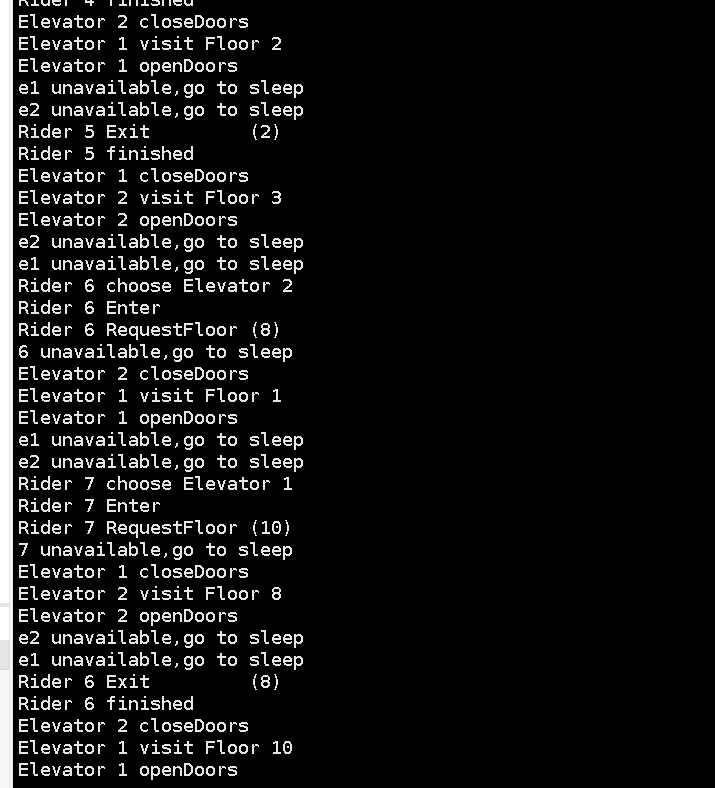 Rider 4 finished
Elevator 2 closeDoors
Elevator 1 visit Floor 2
Elevator 1 openDoors
e1 unavailable,go to sleep
e2 unavailable,go to sleep
Rider 5 Exit         (2)
Rider 5 finished
Elevator 1 closeDoors
Elevator 2 visit Floor 3
Elevator 2 openDoors
e2 unavailable,go to sleep
e1 unavailable,go to sleep
Rider 6 choose Elevator 2
Rider 6 Enter
Rider 6 RequestFloor (8)
6 unavailable,go to sleep
Elevator 2 closeDoors
Elevator 1 visit Floor 1
Elevator 1 openDoors
e1 unavailable,go to sleep
e2 unavailable,go to sleep
Rider 7 choose Elevator 1
Rider 7 Enter
Rider 7 RequestFloor (10)
7 unavailable,go to sleep
Elevator 1 closeDoors
Elevator 2 visit Floor 8
Elevator 2 openDoors
e2 unavailable,go to sleep
e1 unavailable,go to sleep
Rider 6 Exit         (8)
Rider 6 finished
Elevator 2 closeDoors
Elevator 1 visit Floor 10
Elevator 1 openDoors